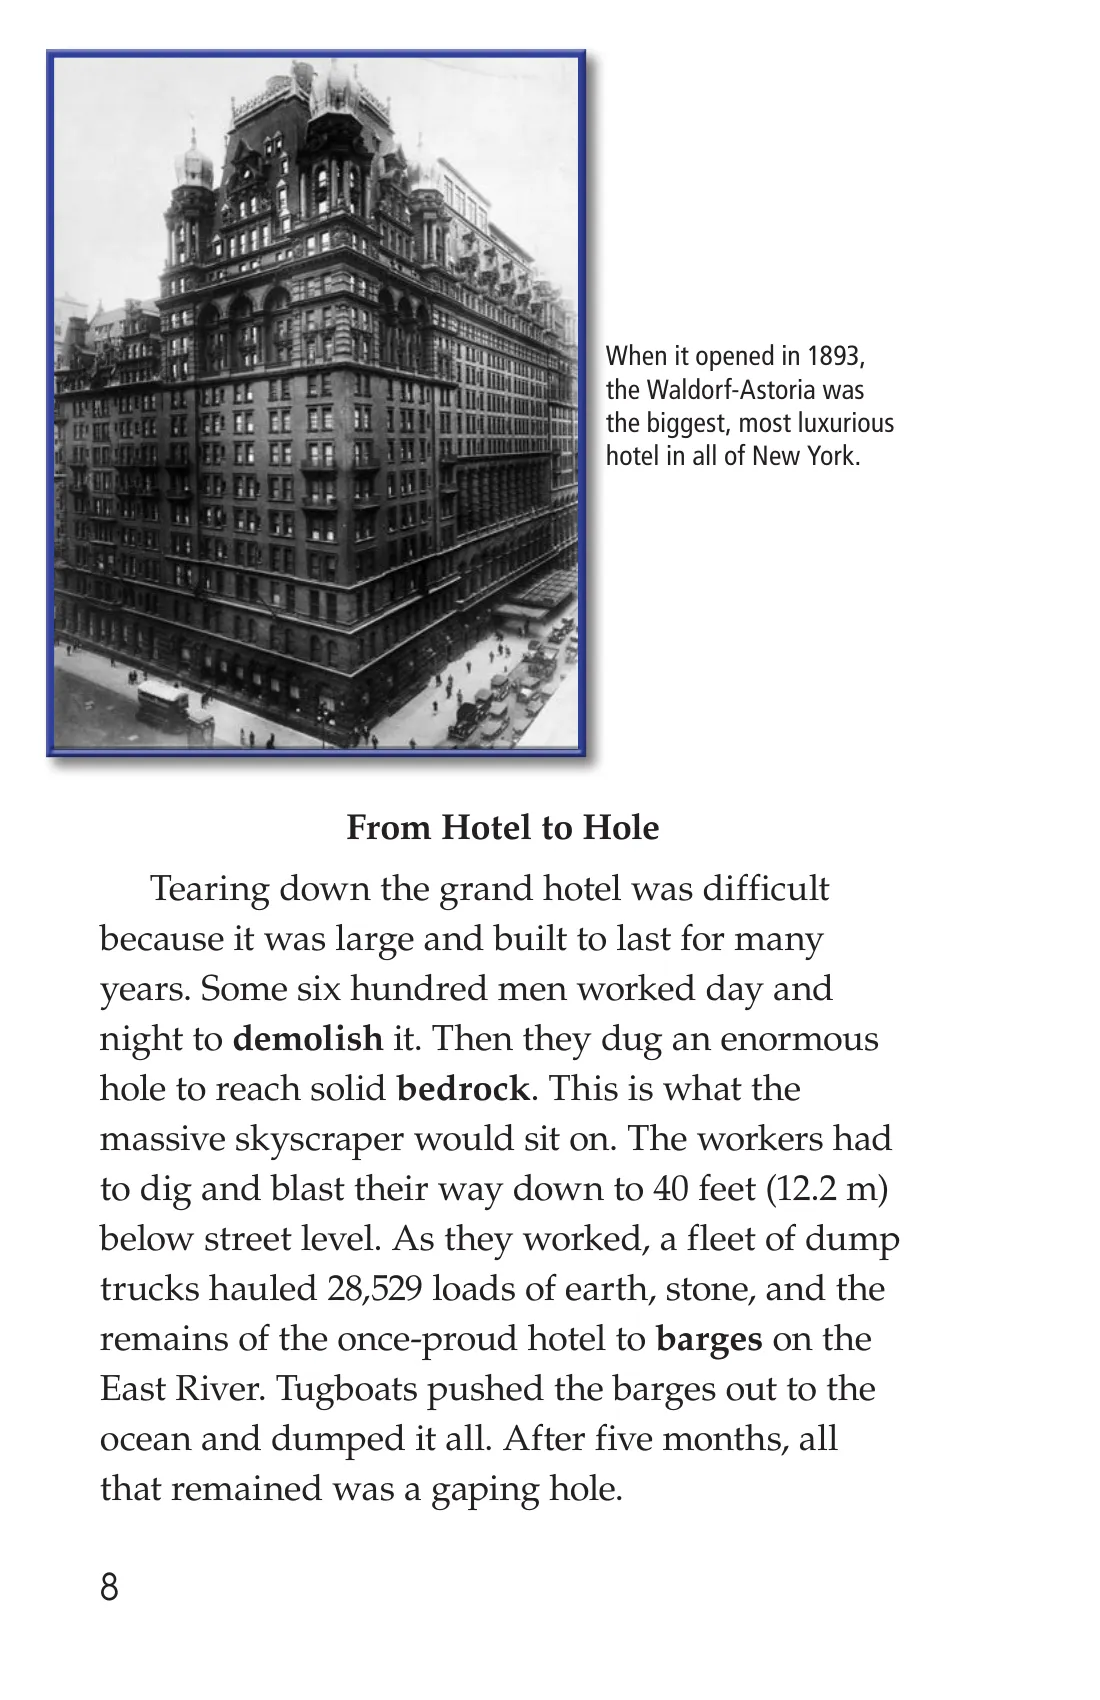 When it opened in 1893,
the Waldorf-Astoria was
the biggest, most luxurious
hotel in all of New York.
From Hotel to Hole
Tearing down the grand hotel was difficult
because it was large and built to last for many
years. Some six hundred men worked day and
night to demolish it. Then they dug an enormous
hole to reach solid bedrock. This is what the
massive skyscraper would sit on. The workers had
to dig and blast their way down to 40 feet (12.2 m)
below street level. As they worked, a fleet of dump
trucks hauled 28,529 loads of earth, stone, and the
remains of the once-proud hotel to barges on the
East River. Tugboats pushed the barges out to the
ocean and dumped it all. After five months, all
that remained was a gaping hole.
8